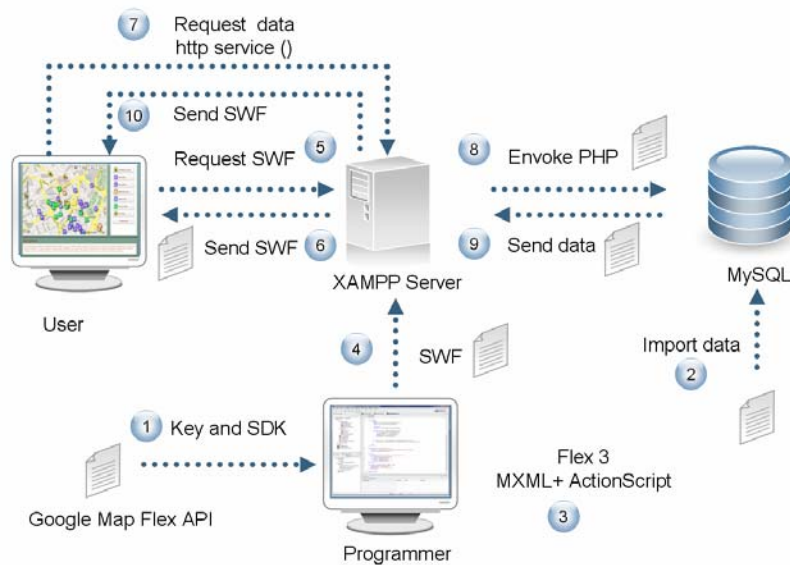 7 Request data
http service ()
10 Send SWF
Request SWF 5
8 Envoke PHP
Send SWF 6
9 Send data
XAMPP Server
MySQL
User
4 SWF
Import data
2
1 Key and SDK
Flex 3
MXML+ ActionScript
3
Google Map Flex API
Programmer